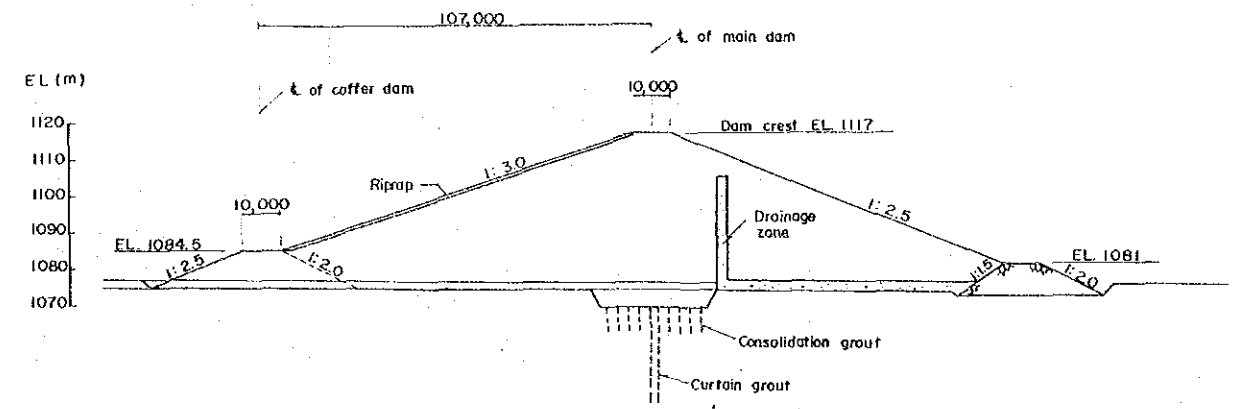 107,000
℄ of main dam
EL (m)
℄ of coffer dam
10,000
1120
Dam crest EL. 1117
1110
1:3.0
Riprap
1100
10,000
1:2.5
1090
Drainage
zone
EL. 1084.5
1:2.5
1:2.0
1080
1:1.5
EL. 1081
1:2.0
1070
Consolidation grout
Curtain grout